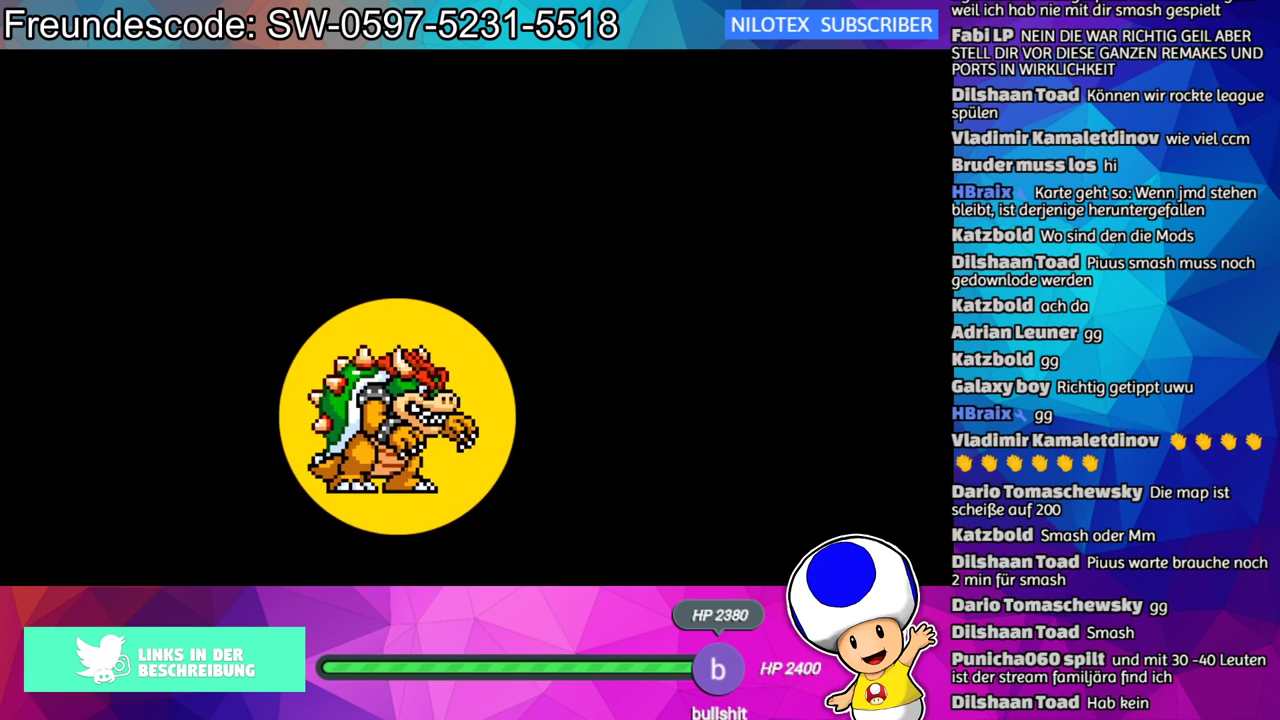 Freundescode: SW-0597-5231-5518
NILOTEX SUBSCRIBER
weil ich hab nie mit dir smash gespielt
Fabi LP NEIN DIE WAR RICHTIG GEIL ABER
STELL DIR VOR DIESE GANZEN REMAKES UND
PORTS IN WIRKLICHKEIT
Dilshaan Toad Können wir rockte league
spülen
Vladimir Kamaletdinov wie viel ccm
Bruder muss los hi
HBraix Karte geht so: Wenn jmd stehen
bleibt, ist derjenige heruntergefallen
Katzbold Wo sind den die Mods
Dilshaan Toad Piuus smash muss noch
gedownlode werden
Katzbold ach da
Adrian Leuner gg
Katzbold gg
Galaxy boy Richtig getippt uwu
HBraix gg
Vladimir Kamaletdinov 👏 👏 👏 👏
👏 👏 👏 👏 👏 👏
Dario Tomaschewsky Die map ist
scheiße auf 200
Katzbold Smash oder Mm
Dilshaan Toad Piuus warte brauche noch
2 min für smash
Dario Tomaschewsky gg
Dilshaan Toad Smash
Punicha060 spilt und mit 30 -40 Leuten
ist der stream familjära find ich
Dilshaan Toad Hab kein
HP 2380
LINKS IN DER
BESCHREIBUNG
b
HP 2400
bullshit